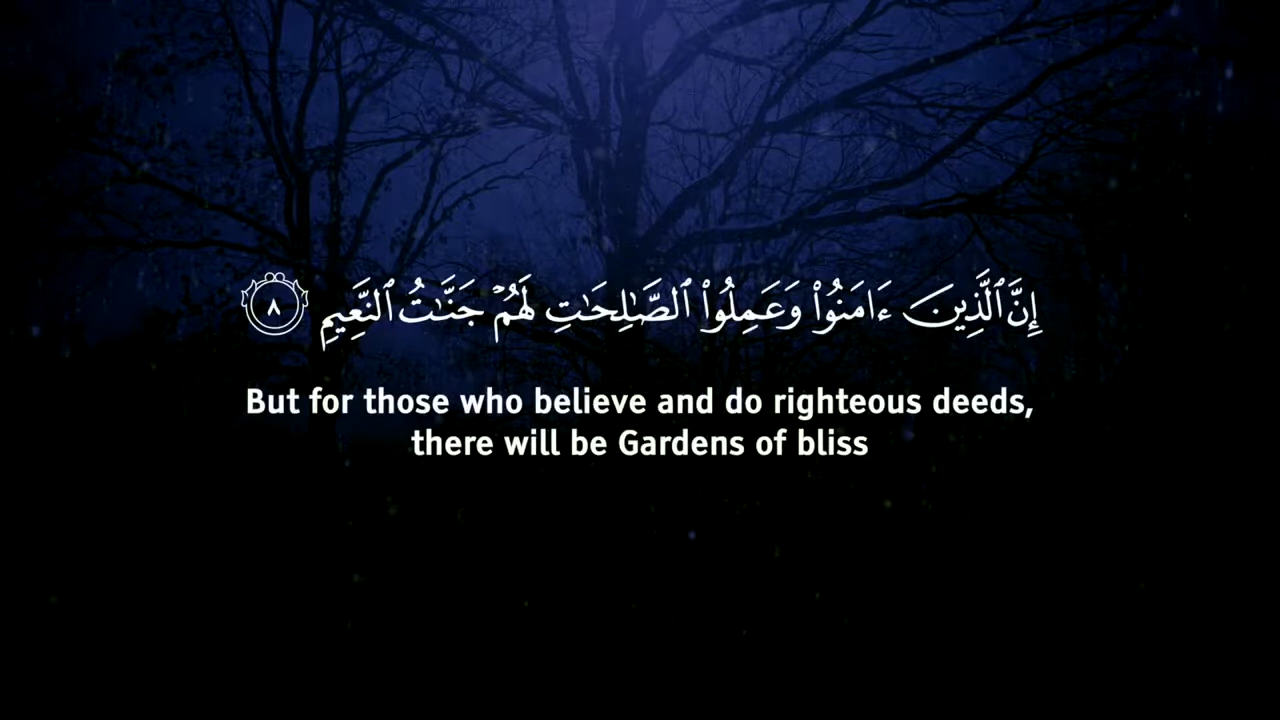 إِنَّ ٱلَّذِينَ ءَامَنُوا۟ وَعَمِلُوا۟ ٱلصَّـٰلِحَـٰتِ لَهُمْ جَنَّـٰتُ ٱلنَّعِيمِ ٨
But for those who believe and do righteous deeds,
there will be Gardens of bliss